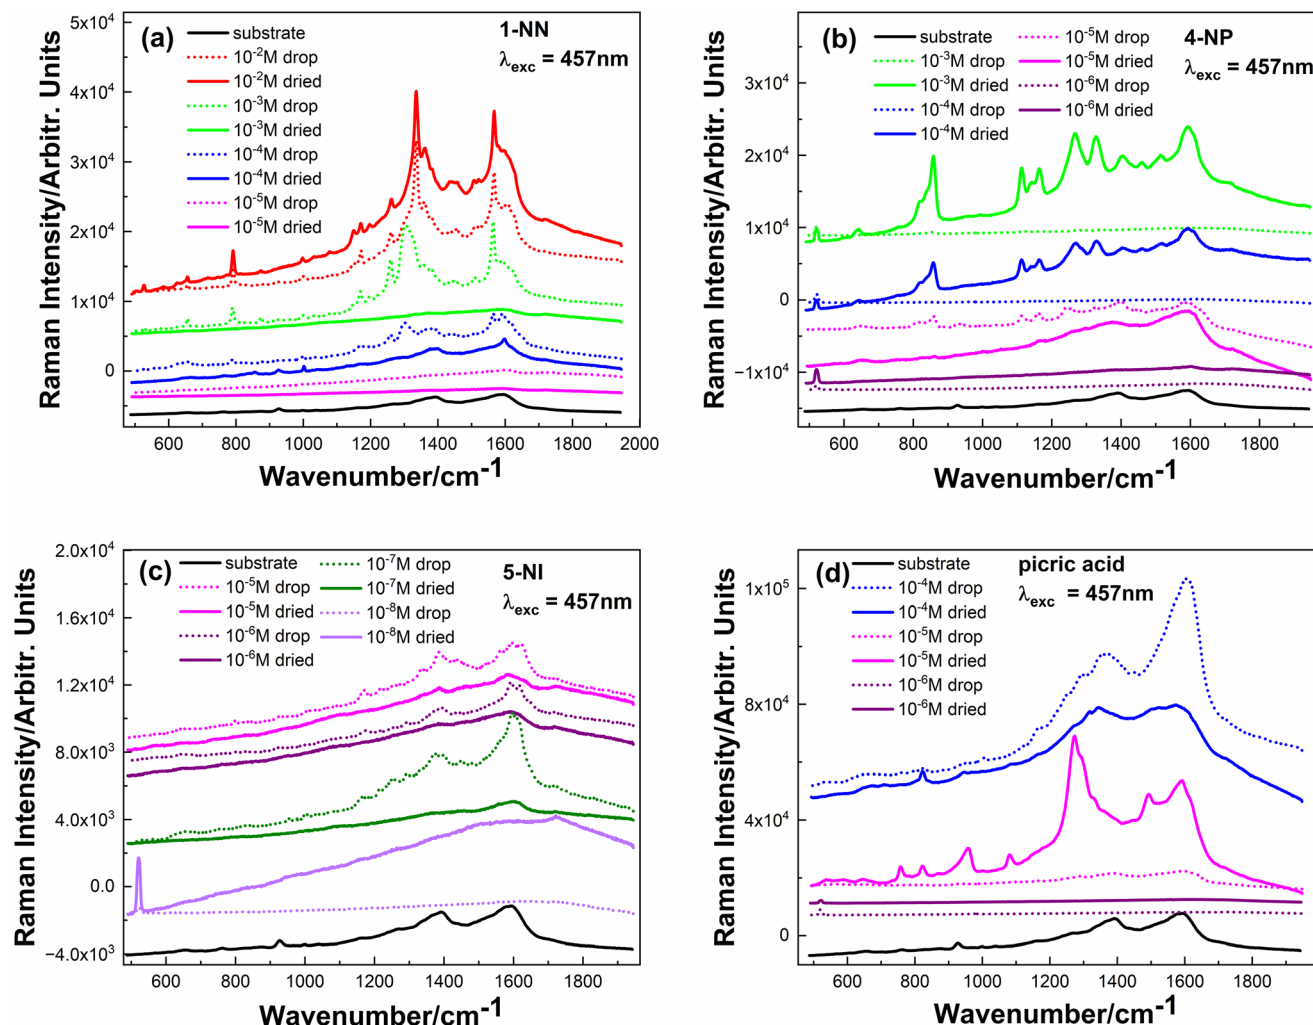 (a)
1-NN
λexc = 457nm
substrate
10⁻²M drop
10⁻²M dried
10⁻³M drop
10⁻³M dried
10⁻⁴M drop
10⁻⁴M dried
10⁻⁵M drop
10⁻⁵M dried
5x10⁴
4x10⁴
3x10⁴
2x10⁴
1x10⁴
0
Raman Intensity/Arbitr. Units
600 800 1000 1200 1400 1600 1800 2000
Wavenumber/cm⁻¹
(b)
4-NP
λexc = 457nm
substrate
10⁻³M drop
10⁻³M dried
10⁻⁴M drop
10⁻⁴M dried
10⁻⁵M drop
10⁻⁵M dried
10⁻⁶M drop
10⁻⁶M dried
3x10⁴
2x10⁴
1x10⁴
0
−1x10⁴
Raman Intensity/Arbitr. Units
600 800 1000 1200 1400 1600 1800
Wavenumber/cm⁻¹
(c)
5-NI
λexc = 457nm
substrate
10⁻⁵M drop
10⁻⁵M dried
10⁻⁶M drop
10⁻⁶M dried
10⁻⁷M drop
10⁻⁷M dried
10⁻⁸M drop
10⁻⁸M dried
2.0x10⁴
1.6x10⁴
1.2x10⁴
8.0x10³
4.0x10³
0.0
−4.0x10³
Raman Intensity/Arbitr. Units
600 800 1000 1200 1400 1600 1800
Wavenumber/cm⁻¹
(d)
picric acid
λexc = 457nm
substrate
10⁻⁴M drop
10⁻⁴M dried
10⁻⁵M drop
10⁻⁵M dried
10⁻⁶M drop
10⁻⁶M dried
1x10⁵
8x10⁴
4x10⁴
0
Raman Intensity/Arbitr. Units
600 800 1000 1200 1400 1600 1800
Wavenumber/cm⁻¹